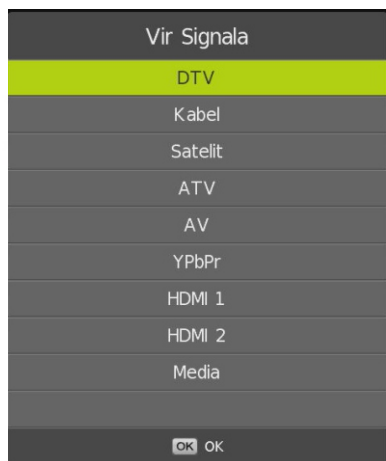 Vir Signala
DTV
Kabel
Satelit
ATV
AV
YPbPr
HDMI 1
HDMI 2
Media
OK OK